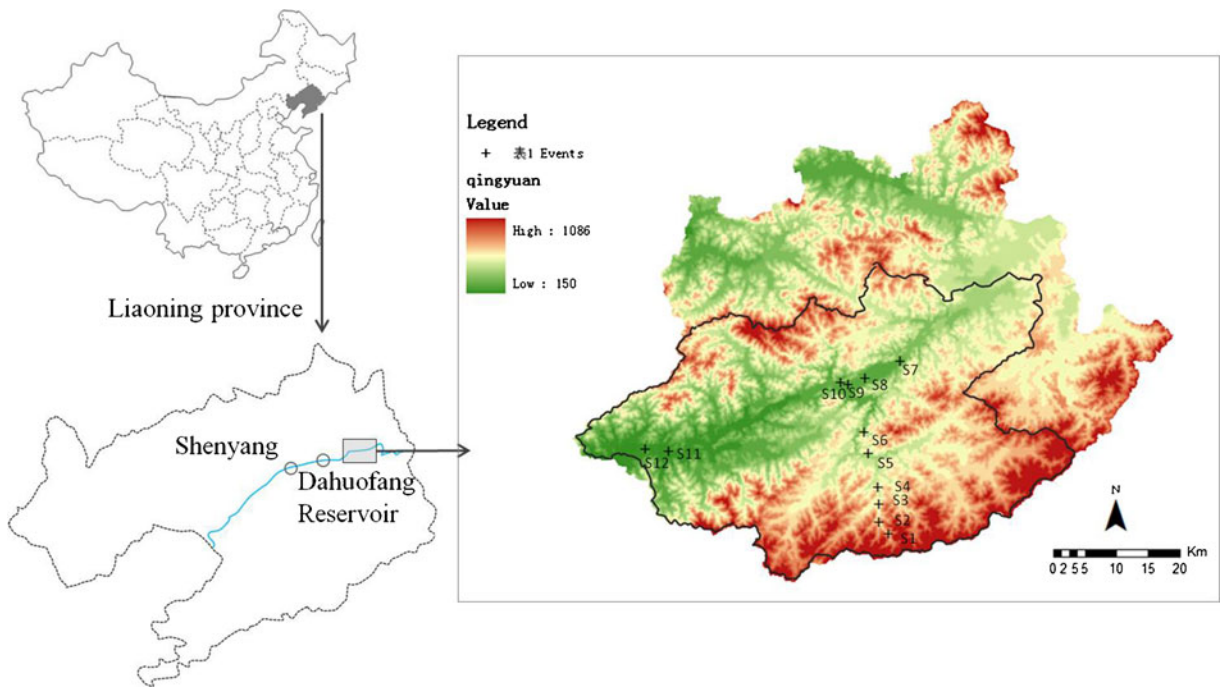 Liaoning province
Shenyang
Dahuofang
Reservoir
Legend
+ 表1 Events
qingyuan
Value
High : 1086
Low : 150
S7
S8
S9
S10
S6
S5
S11
S12
S4
S3
S2
S1
N
Km
0 2 5 5 10 20